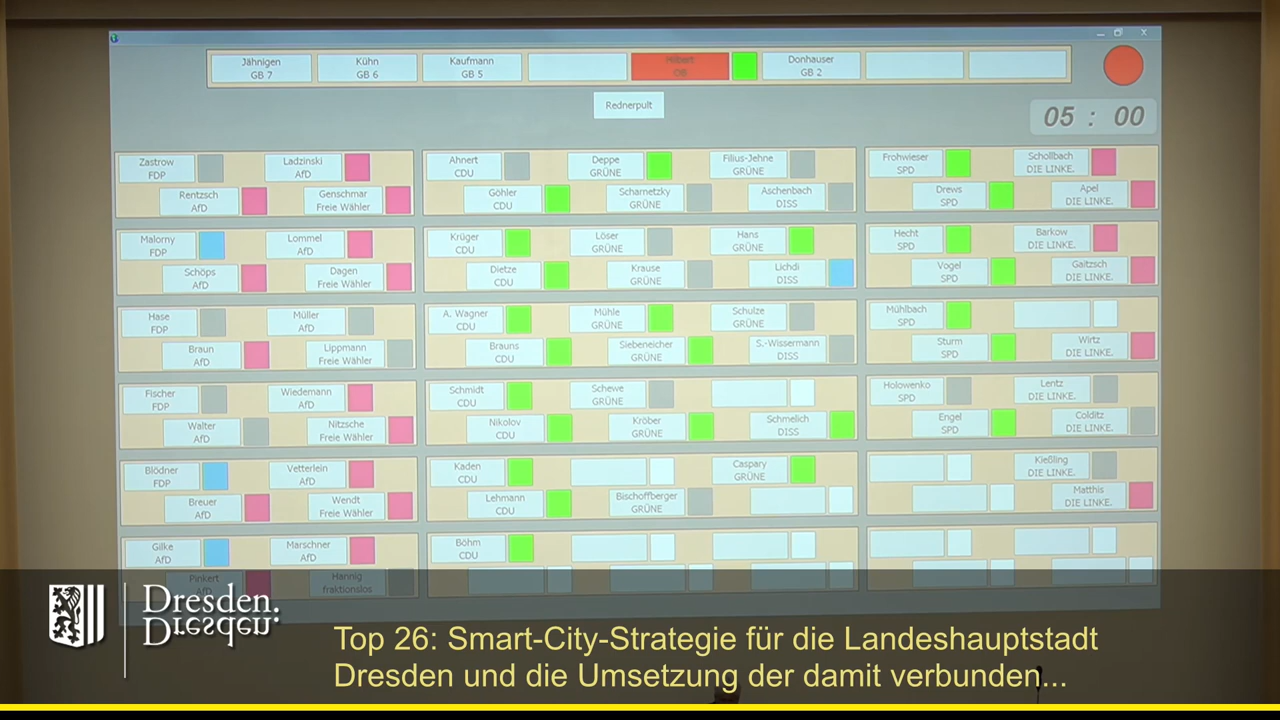 Jähnigen
GB 7
Kühn
GB 6
Kaufmann
GB 5
Hilbert
OB
Donhauser
GB 2
Rednerpult
05 : 00
Zastrow
FDP
Ladzinski
AfD
Rentzsch
AfD
Genschmar
Freie Wähler
Ahnert
CDU
Deppe
GRÜNE
Filius-Jehne
GRÜNE
Göhler
CDU
Scharnetzky
GRÜNE
Aschenbach
DISS
Frohwieser
SPD
Schollbach
DIE LINKE.
Drews
SPD
Apel
DIE LINKE.
Malorny
FDP
Lommel
AfD
Schöps
AfD
Dagen
Freie Wähler
Krüger
CDU
Löser
GRÜNE
Hans
GRÜNE
Dietze
CDU
Krause
GRÜNE
Lichdi
DISS
Hecht
SPD
Barkow
DIE LINKE.
Vogel
SPD
Gaitzsch
DIE LINKE.
Hase
FDP
Müller
AfD
Braun
AfD
Lippmann
Freie Wähler
A. Wagner
CDU
Mühle
GRÜNE
Schulze
GRÜNE
Brauns
CDU
Siebeneicher
GRÜNE
S.-Wissermann
DISS
Mühlbach
SPD
Sturm
SPD
Wirtz
DIE LINKE.
Fischer
FDP
Wiedemann
AfD
Walter
AfD
Nitzsche
Freie Wähler
Schmidt
CDU
Schewe
GRÜNE
Nikolov
CDU
Kröber
GRÜNE
Schmelich
DISS
Holowenko
SPD
Lentz
DIE LINKE.
Engel
SPD
Colditz
DIE LINKE.
Blödner
FDP
Vetterlein
AfD
Breuer
AfD
Wendt
Freie Wähler
Kaden
CDU
Caspary
GRÜNE
Lehmann
CDU
Bischoffberger
GRÜNE
Kießling
DIE LINKE.
Matthis
DIE LINKE.
Gilke
AfD
Marschner
AfD
Pinkert
AfD
Hannig
fraktionslos
Böhm
CDU
Dresden.
Dresden.
Top 26: Smart-City-Strategie für die Landeshauptstadt
Dresden und die Umsetzung der damit verbunden...